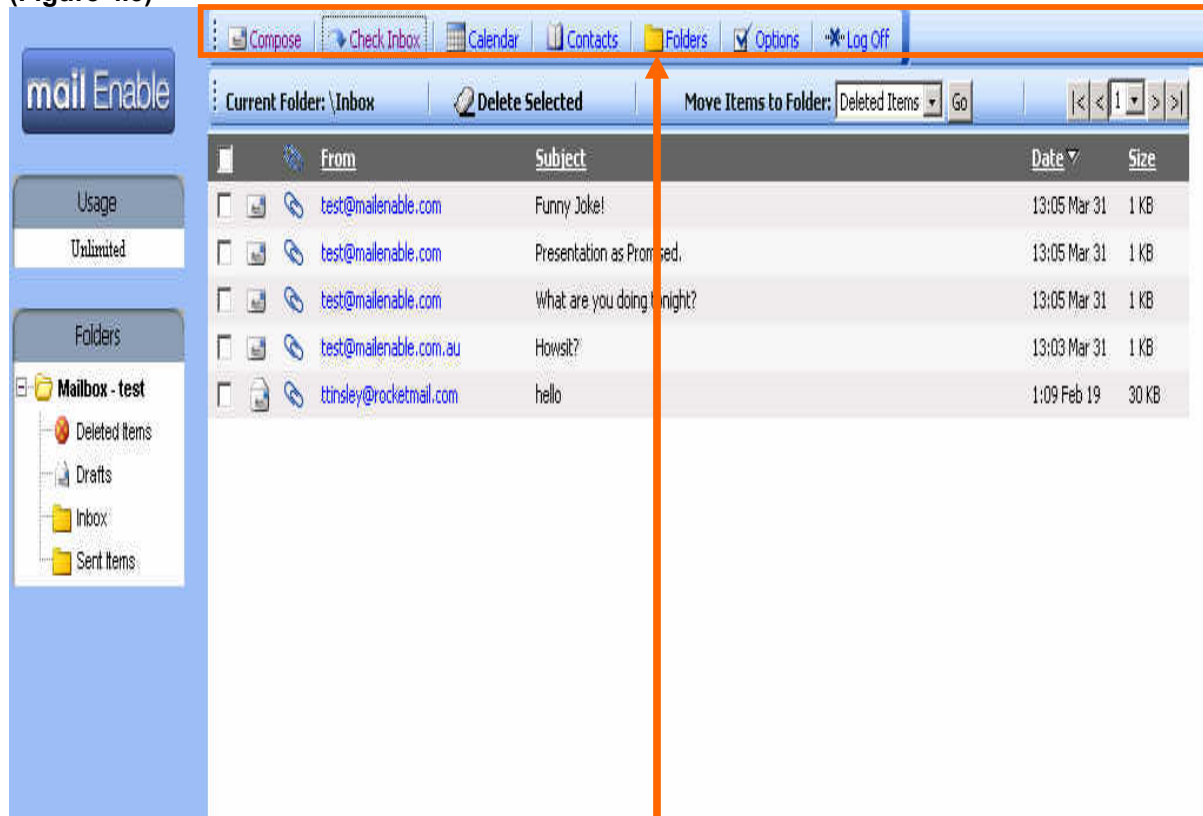 Compose Check Inbox Calendar Contacts Folders Options Log Off
mail Enable
Current Folder: \Inbox Delete Selected Move Items to Folder: Deleted Items Go |< < 1 > >|
From Subject Date Size
Usage
Unlimited
test@mailenable.com Funny Joke! 13:05 Mar 31 1 KB
test@mailenable.com Presentation as Promised. 13:05 Mar 31 1 KB
test@mailenable.com What are you doing tonight? 13:05 Mar 31 1 KB
test@mailenable.com.au Howsit? 13:03 Mar 31 1 KB
ttinsley@rocketmail.com hello 1:09 Feb 19 30 KB
Folders
Mailbox - test
Deleted Items
Drafts
Inbox
Sent Items